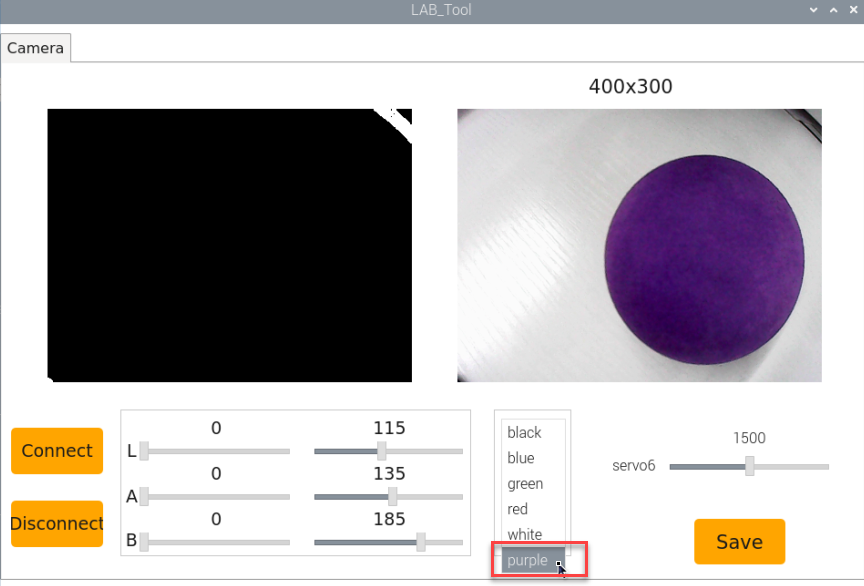 LAB_Tool
Camera
400x300
Connect
Disconnect
0 115
L
0 135
A
0 185
B
black
blue
green
red
white
purple
1500
servo6
Save